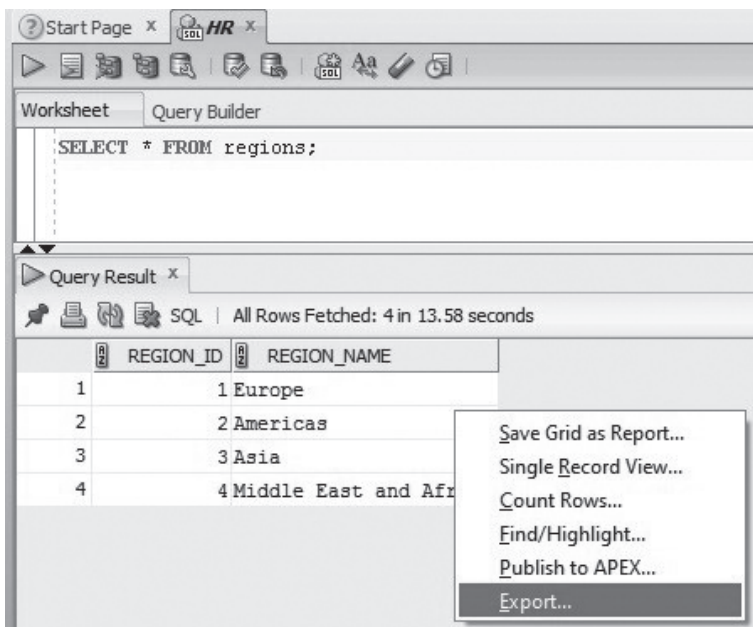 Start Page x HR x
Worksheet Query Builder
SELECT * FROM regions;
Query Result x
SQL | All Rows Fetched: 4 in 13.58 seconds
REGION_ID REGION_NAME
1 1 Europe
2 2 Americas
3 3 Asia
4 4 Middle East and Afr
Save Grid as Report...
Single Record View...
Count Rows...
Find/Highlight...
Publish to APEX...
Export...